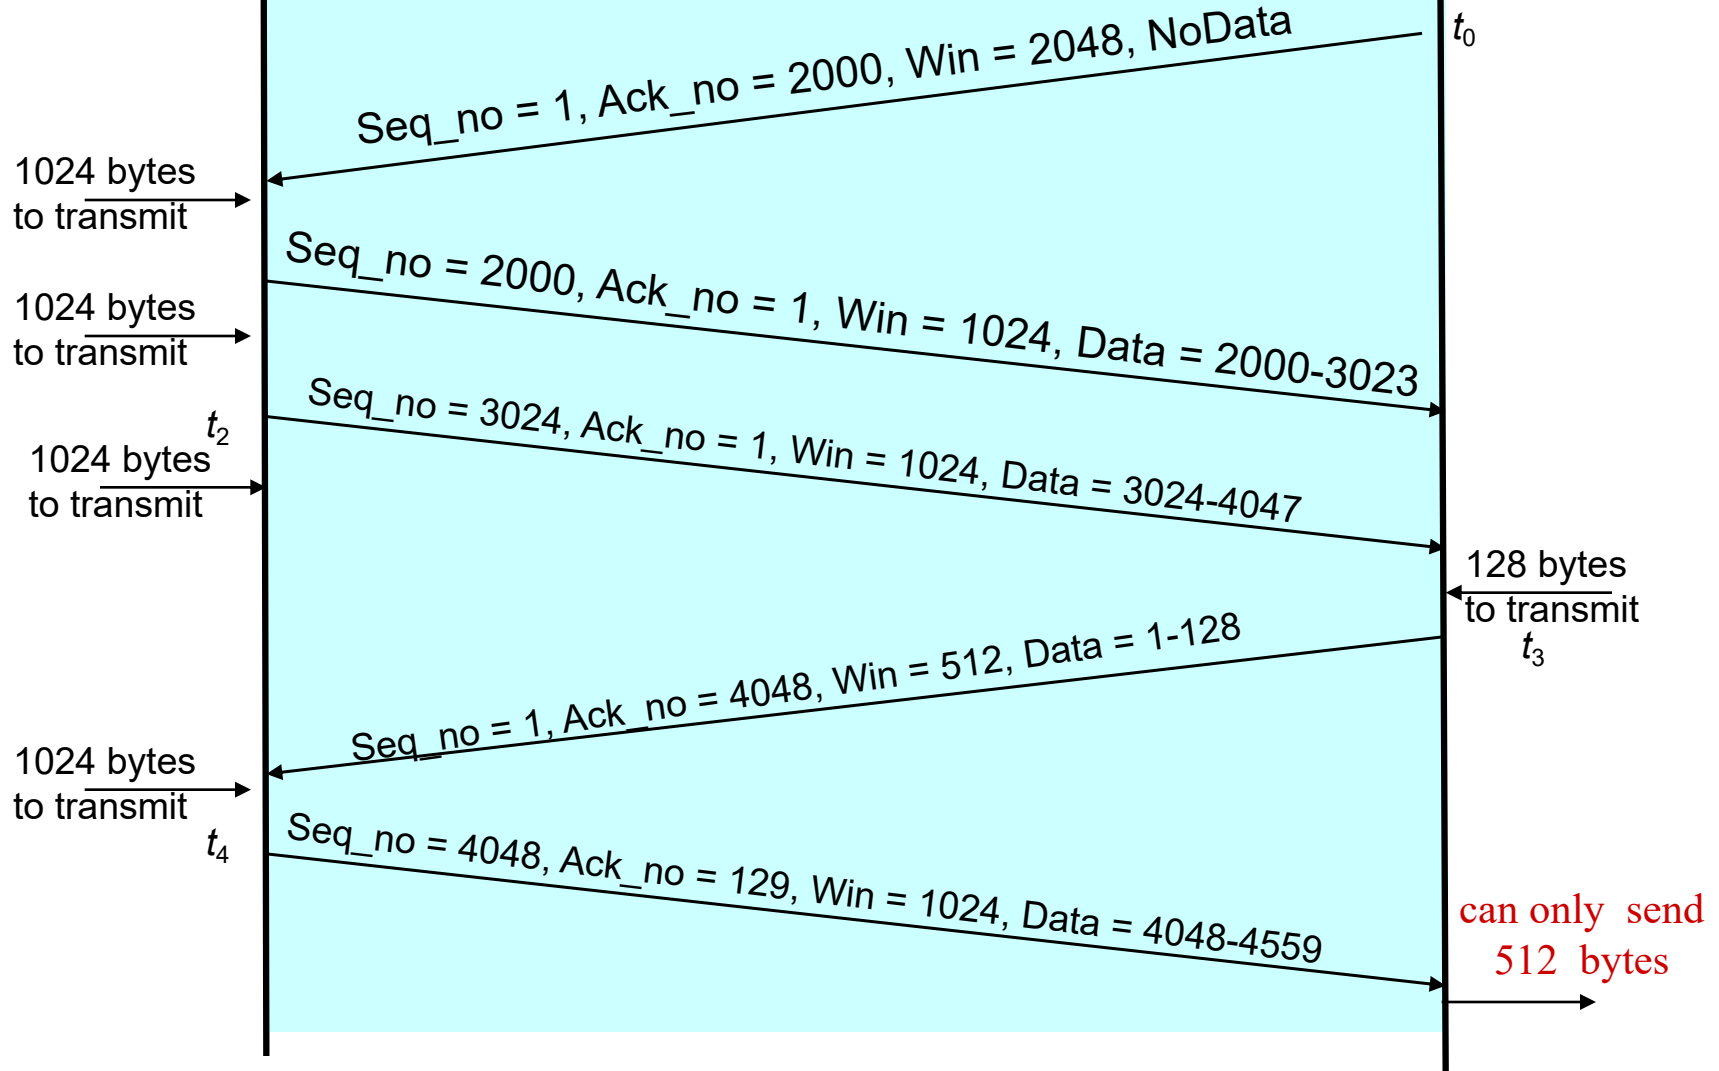 t0
Seq_no = 1, Ack_no = 2000, Win = 2048, NoData
1024 bytes
to transmit
Seq_no = 2000, Ack_no = 1, Win = 1024, Data = 2000-3023
1024 bytes
to transmit
Seq_no = 3024, Ack_no = 1, Win = 1024, Data = 3024-4047
t2
1024 bytes
to transmit
128 bytes
to transmit
t3
Seq_no = 1, Ack_no = 4048, Win = 512, Data = 1-128
1024 bytes
to transmit
t4
Seq_no = 4048, Ack_no = 129, Win = 1024, Data = 4048-4559
can only send
512 bytes